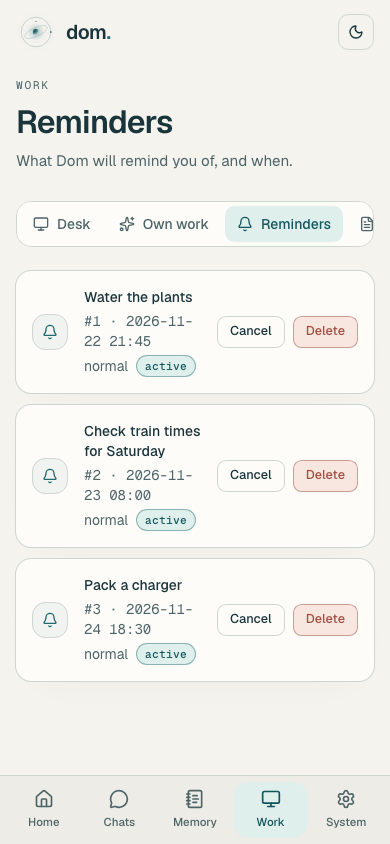 dom.
WORK
Reminders
What Dom will remind you of, and when.
Desk
Own work
Reminders
Water the plants
#1 · 2026-11-
22 21:45
normal active
Cancel
Delete
Check train times
for Saturday
#2 · 2026-11-
23 08:00
normal active
Cancel
Delete
Pack a charger
#3 · 2026-11-
24 18:30
normal active
Cancel
Delete
Home
Chats
Memory
Work
System